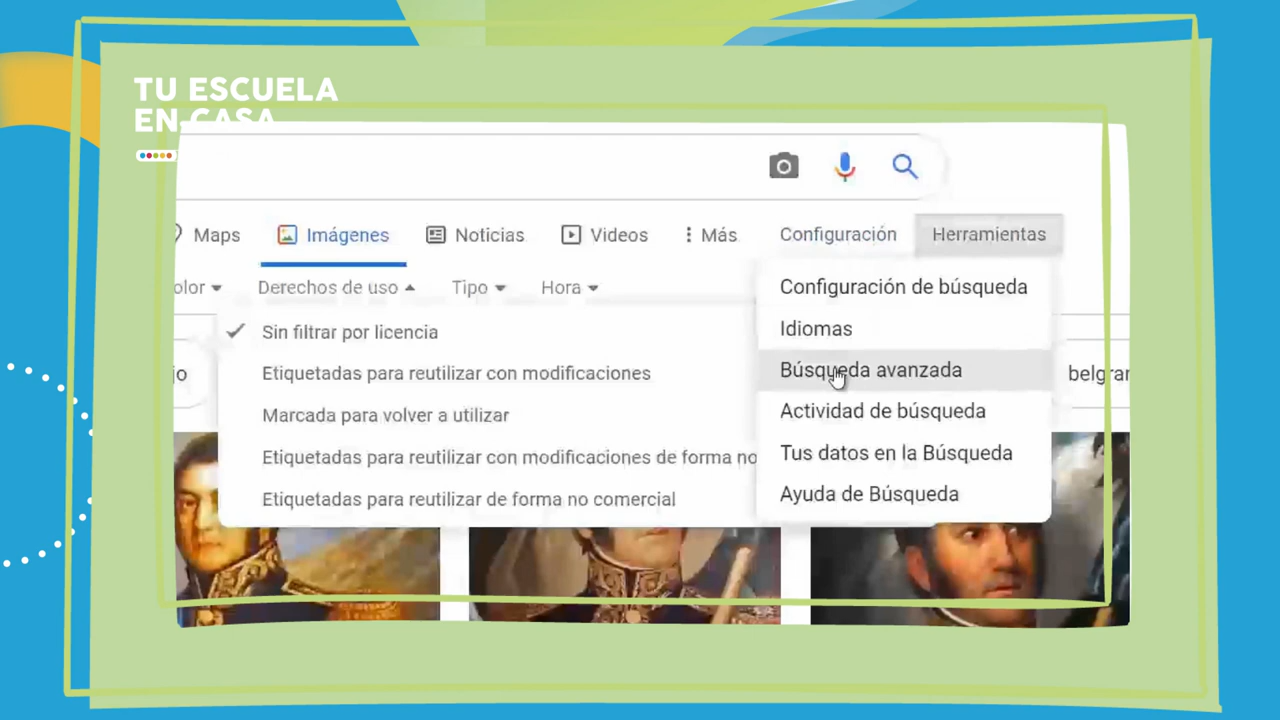 TU ESCUELA
EN CASA
Maps
Imágenes
Noticias
Videos
Más
Configuración
Herramientas
olor
Derechos de uso
Tipo
Hora
Sin filtrar por licencia
Etiquetadas para reutilizar con modificaciones
Marcada para volver a utilizar
Etiquetadas para reutilizar con modificaciones de forma no
Etiquetadas para reutilizar de forma no comercial
Configuración de búsqueda
Idiomas
Búsqueda avanzada
Actividad de búsqueda
Tus datos en la Búsqueda
Ayuda de Búsqueda
jo
belgran